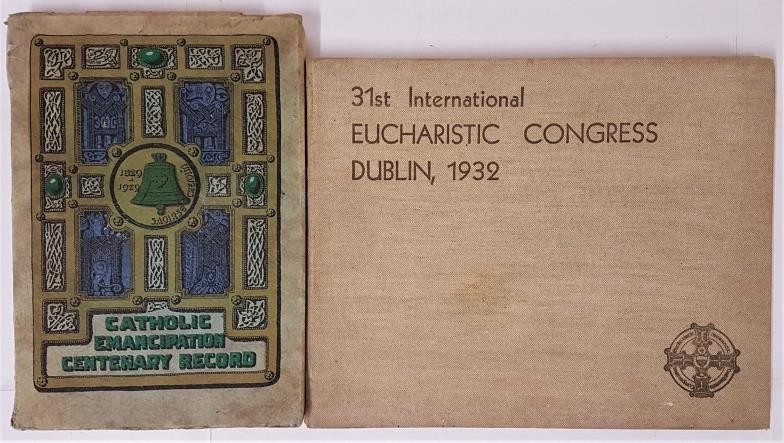 1829
-
1929
CATHOLIC
EMANCIPATION
CENTENARY RECORD
31st International
EUCHARISTIC CONGRESS
DUBLIN, 1932